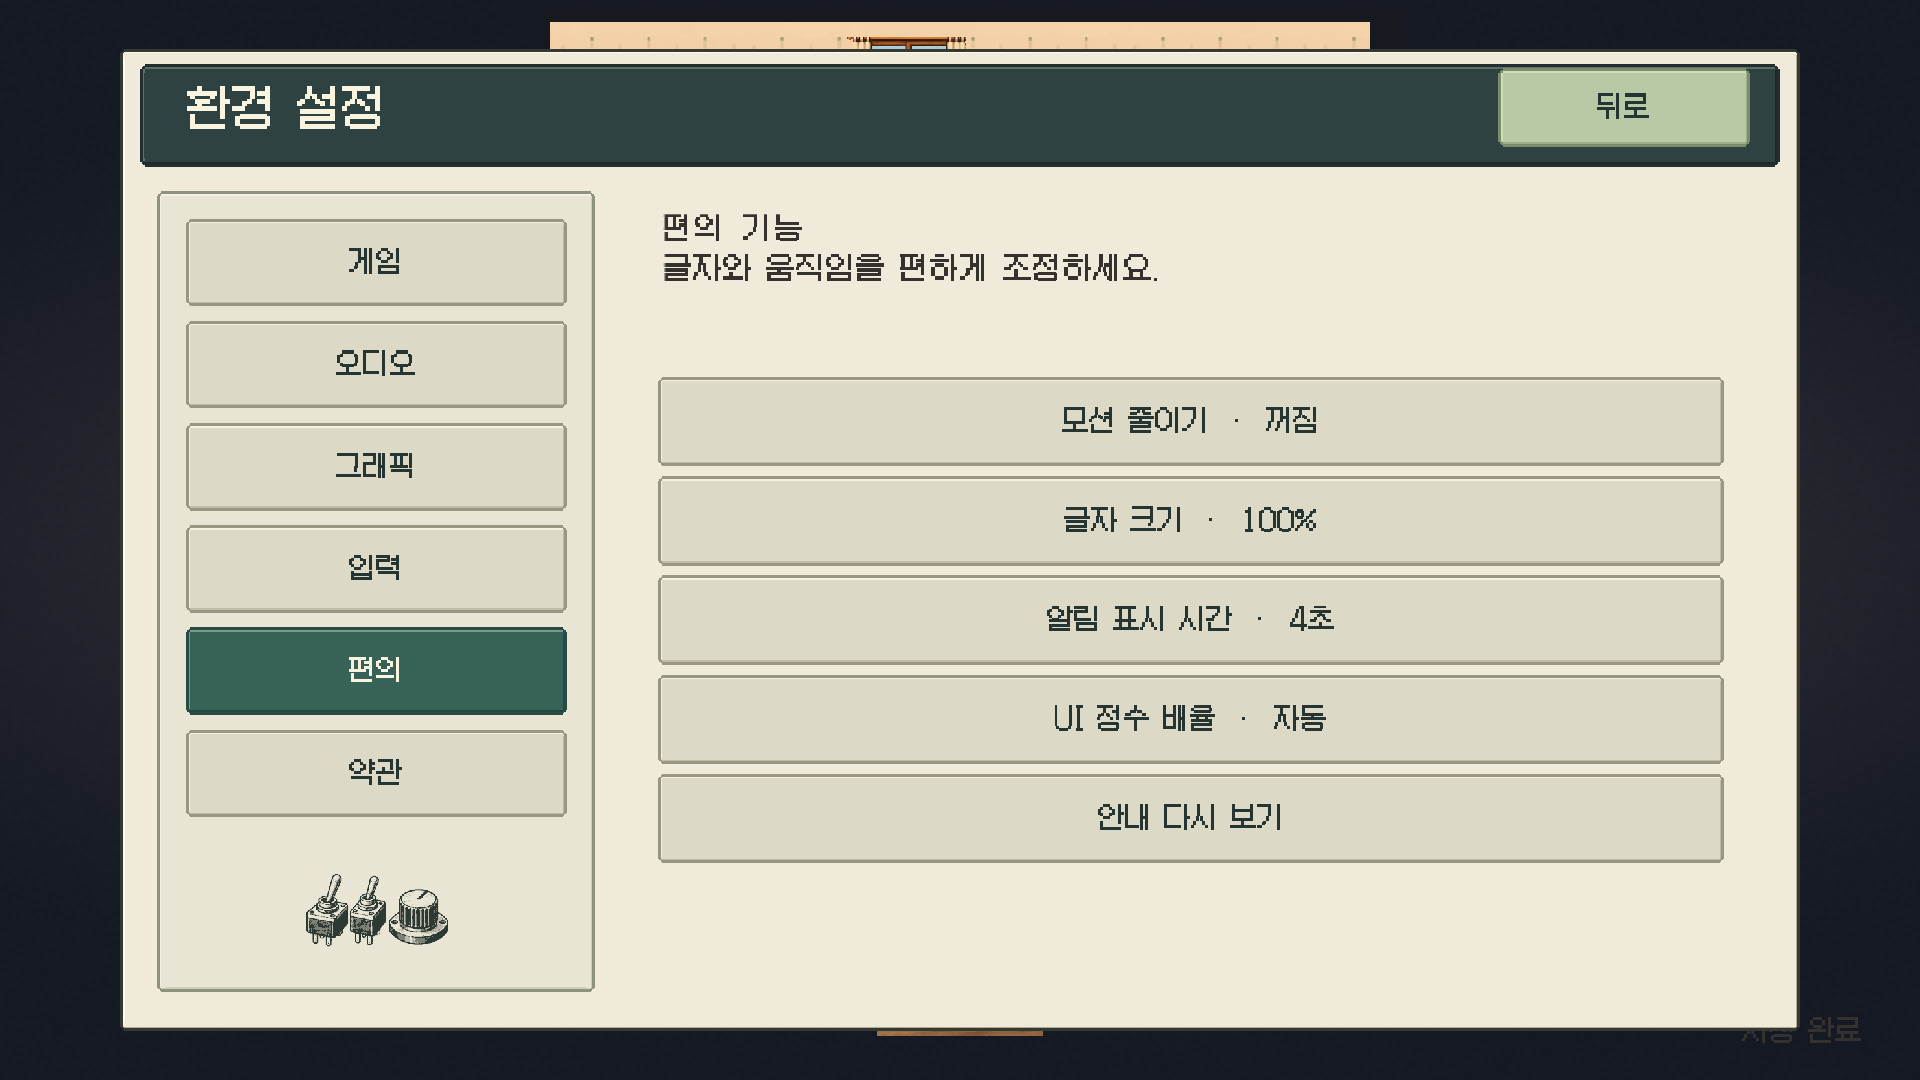 환경 설정
뒤로
게임
오디오
그래픽
입력
편의
약관
편의 기능
글자와 움직임을 편하게 조정하세요.
모션 줄이기 · 꺼짐
글자 크기 · 100%
알림 표시 시간 · 4초
UI 정수 배율 · 자동
안내 다시 보기
완료